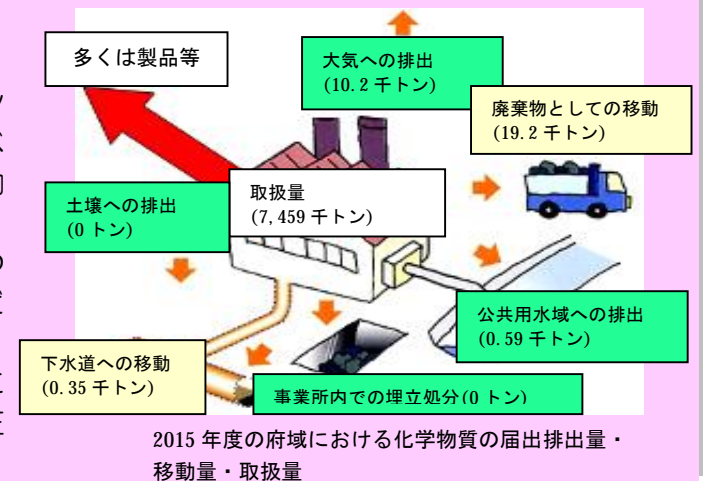 多くは製品等
大気への排出
(10.2 千トン)
廃棄物としての移動
(19.2 千トン)
土壌への排出
(0 トン)
取扱量
(7,459 千トン)
公共用水域への排出
(0.59 千トン)
下水道への移動
(0.35 千トン)
事業所内での埋立処分(0 トン)
2015 年度の府域における化学物質の届出排出量・
移動量・取扱量